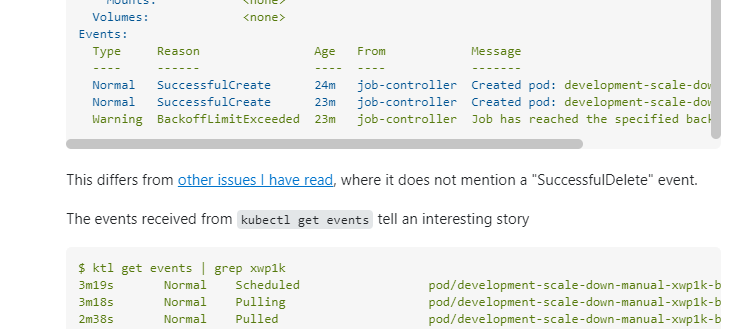 Mounts: <none>
Volumes: <none>
Events:
Type Reason Age From Message
---- ------ ---- ---- -------
Normal SuccessfulCreate 24m job-controller Created pod: development-scale-dow
Normal SuccessfulCreate 23m job-controller Created pod: development-scale-dow
Warning BackoffLimitExceeded 23m job-controller Job has reached the specified back
This differs from other issues I have read, where it does not mention a "SuccessfulDelete" event.
The events received from kubectl get events tell an interesting story
$ ktl get events | grep xwp1k
3m19s Normal Scheduled pod/development-scale-down-manual-xwp1k-b
3m18s Normal Pulling pod/development-scale-down-manual-xwp1k-b
2m38s Normal Pulled pod/development-scale-down-manual-xwp1k-b